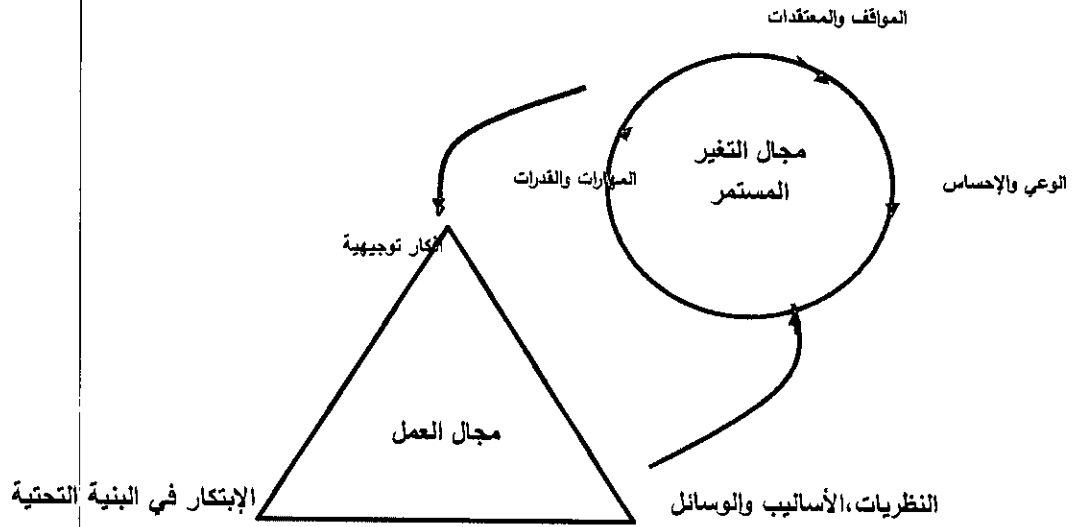 المواقف والمعتقدات
مجال التغير
المستمر
الوعي والإحساس
المهارات والقدرات
أفكار توجيهية
مجال العمل
النظريات،الأساليب والوسائل
الإبتكار في البنية التحتية